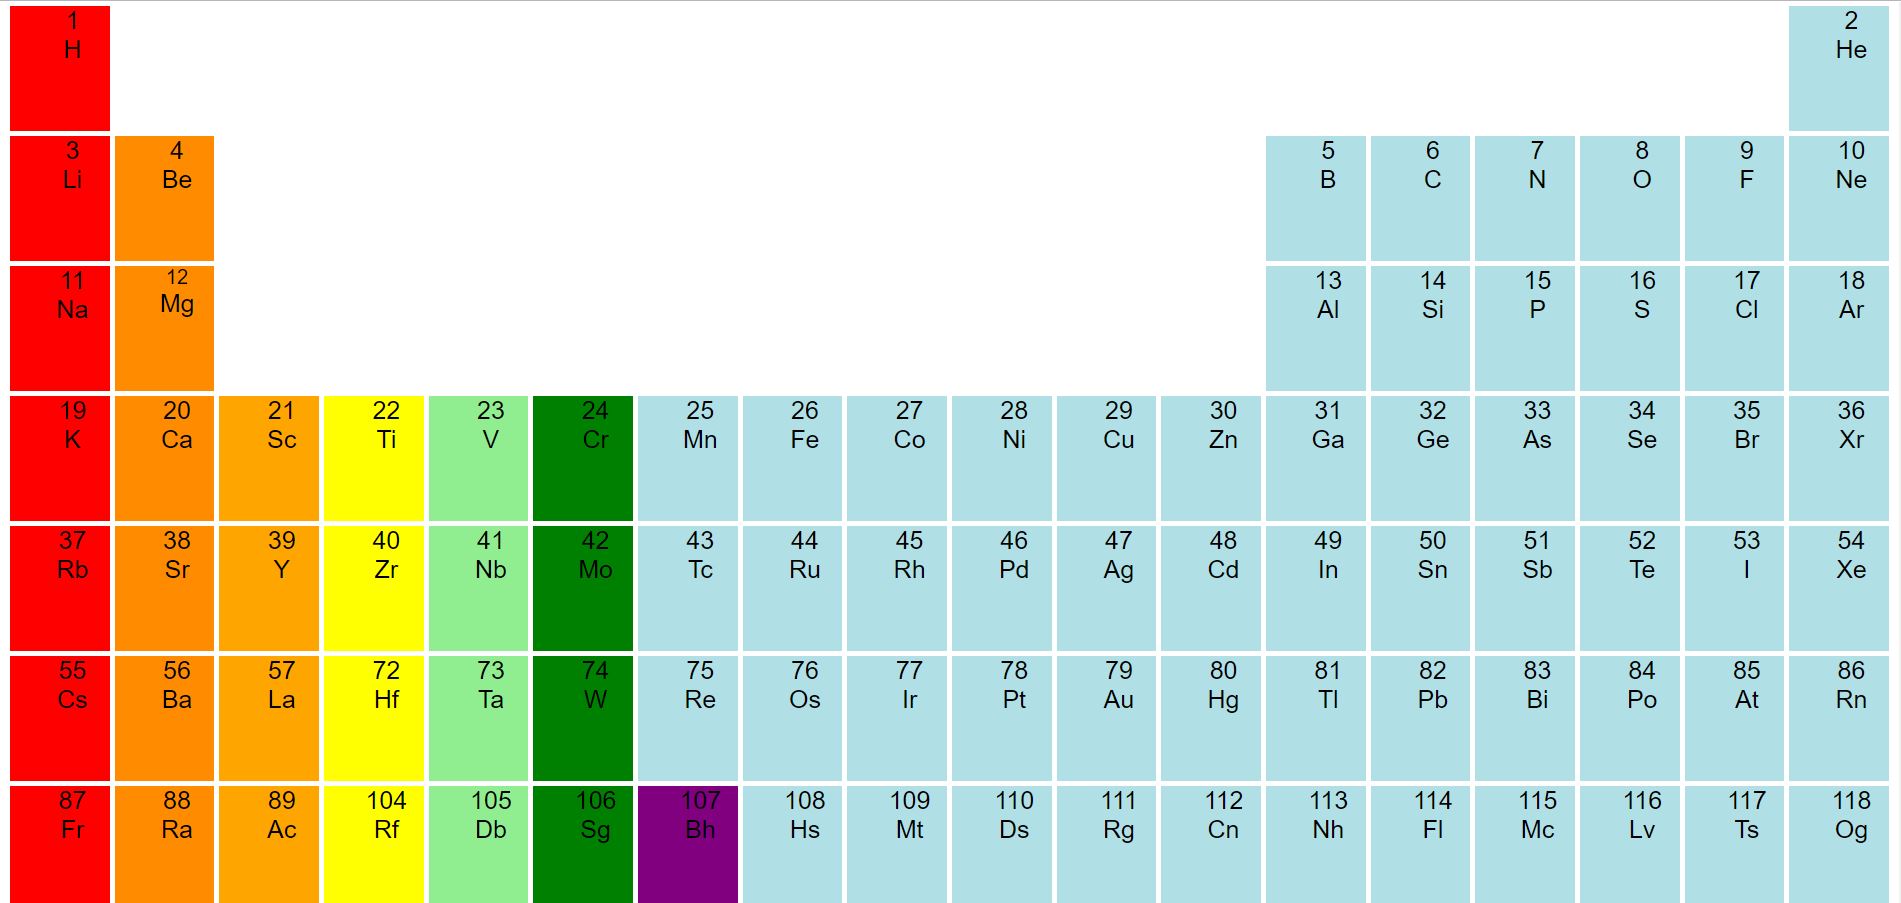 1 2
H He
3 4 5 6 7 8 9 10
Li Be B C N O F Ne
11 12 13 14 15 16 17 18
Na Mg Al Si P S Cl Ar
19 20 21 22 23 24 25 26 27 28 29 30 31 32 33 34 35 36
K Ca Sc Ti V Cr Mn Fe Co Ni Cu Zn Ga Ge As Se Br Xr
37 38 39 40 41 42 43 44 45 46 47 48 49 50 51 52 53 54
Rb Sr Y Zr Nb Mo Tc Ru Rh Pd Ag Cd In Sn Sb Te I Xe
55 56 57 72 73 74 75 76 77 78 79 80 81 82 83 84 85 86
Cs Ba La Hf Ta W Re Os Ir Pt Au Hg Tl Pb Bi Po At Rn
87 88 89 104 105 106 107 108 109 110 111 112 113 114 115 116 117 118
Fr Ra Ac Rf Db Sg Bh Hs Mt Ds Rg Cn Nh Fl Mc Lv Ts Og